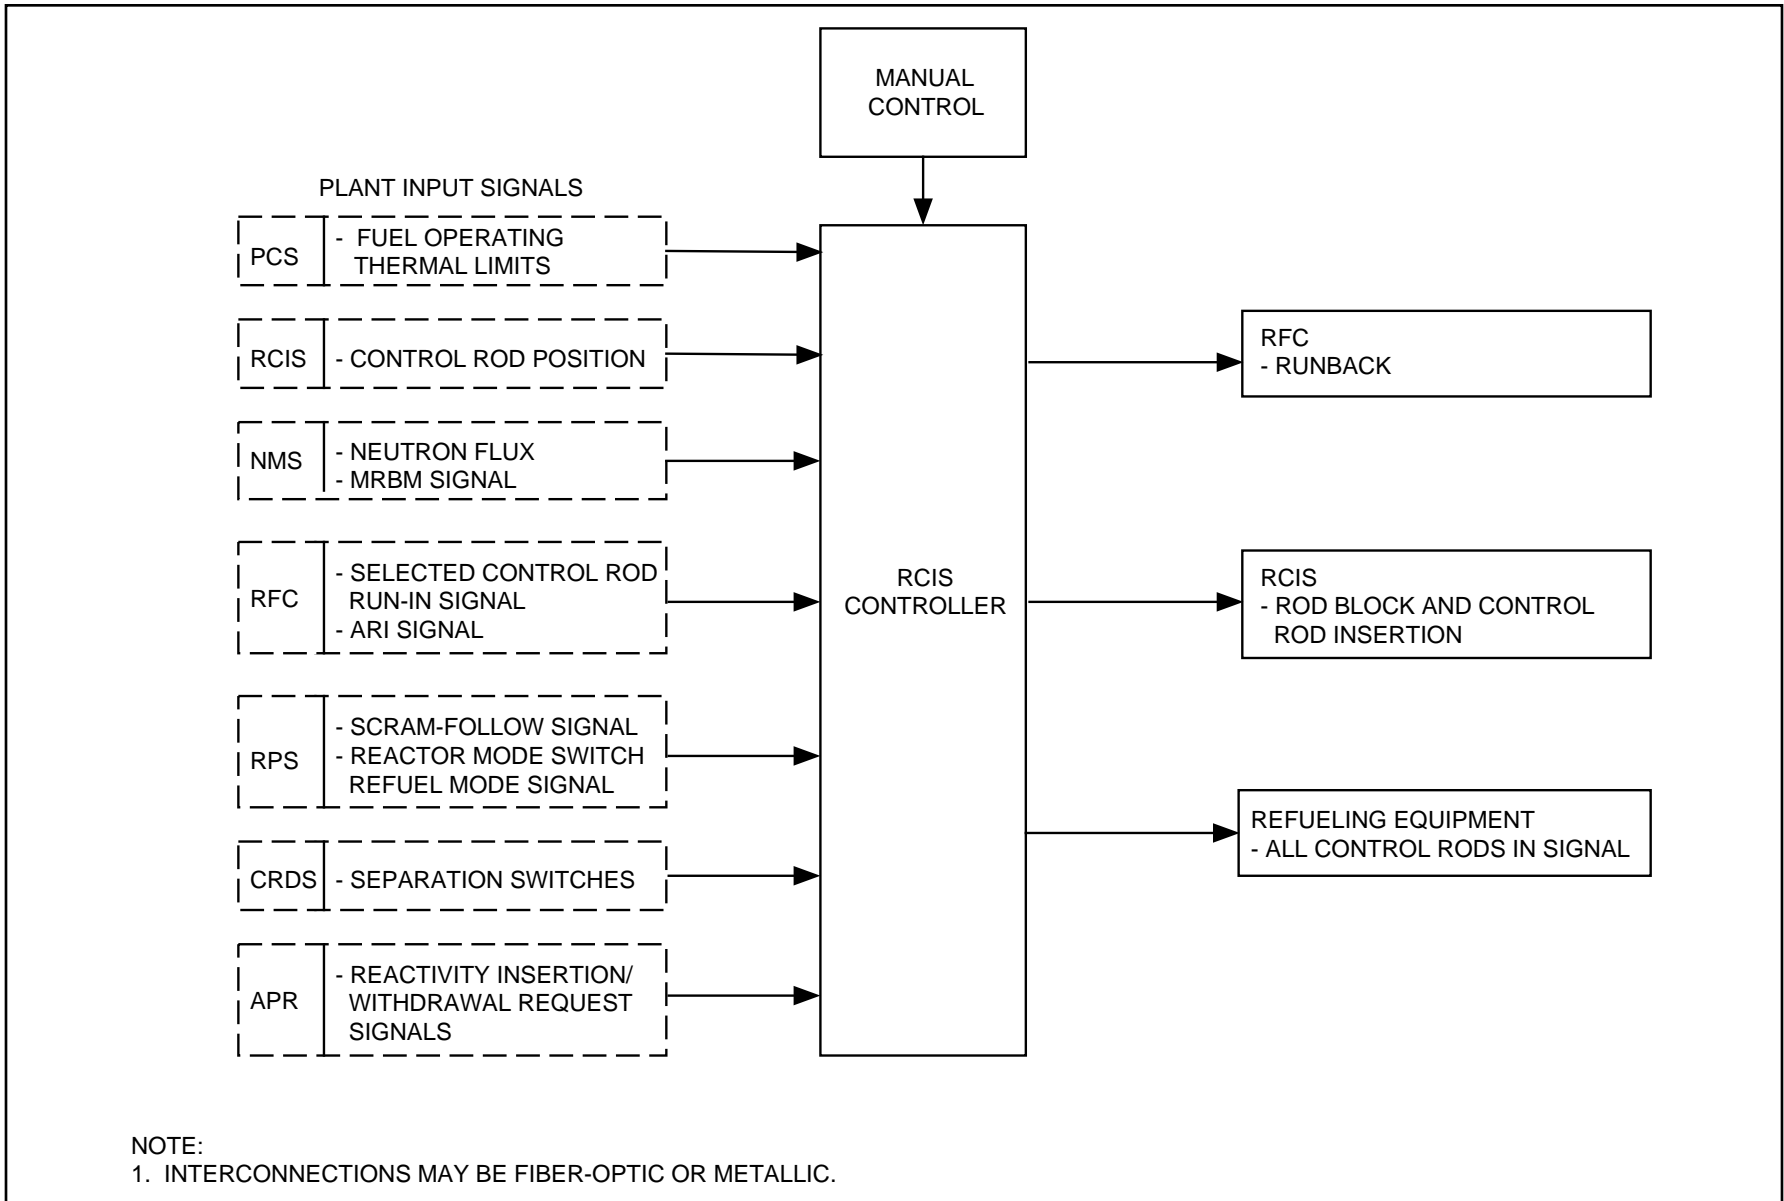 MANUAL
CONTROL
PLANT INPUT SIGNALS
PCS
- FUEL OPERATING
THERMAL LIMITS
RCIS
- CONTROL ROD POSITION
NMS
- NEUTRON FLUX
- MRBM SIGNAL
RFC
- SELECTED CONTROL ROD
RUN-IN SIGNAL
- ARI SIGNAL
RPS
- SCRAM-FOLLOW SIGNAL
- REACTOR MODE SWITCH
REFUEL MODE SIGNAL
CRDS
- SEPARATION SWITCHES
APR
- REACTIVITY INSERTION/
WITHDRAWAL REQUEST
SIGNALS
RCIS
CONTROLLER
RFC
- RUNBACK
RCIS
- ROD BLOCK AND CONTROL
ROD INSERTION
REFUELING EQUIPMENT
- ALL CONTROL RODS IN SIGNAL
NOTE:
1. INTERCONNECTIONS MAY BE FIBER-OPTIC OR METALLIC.